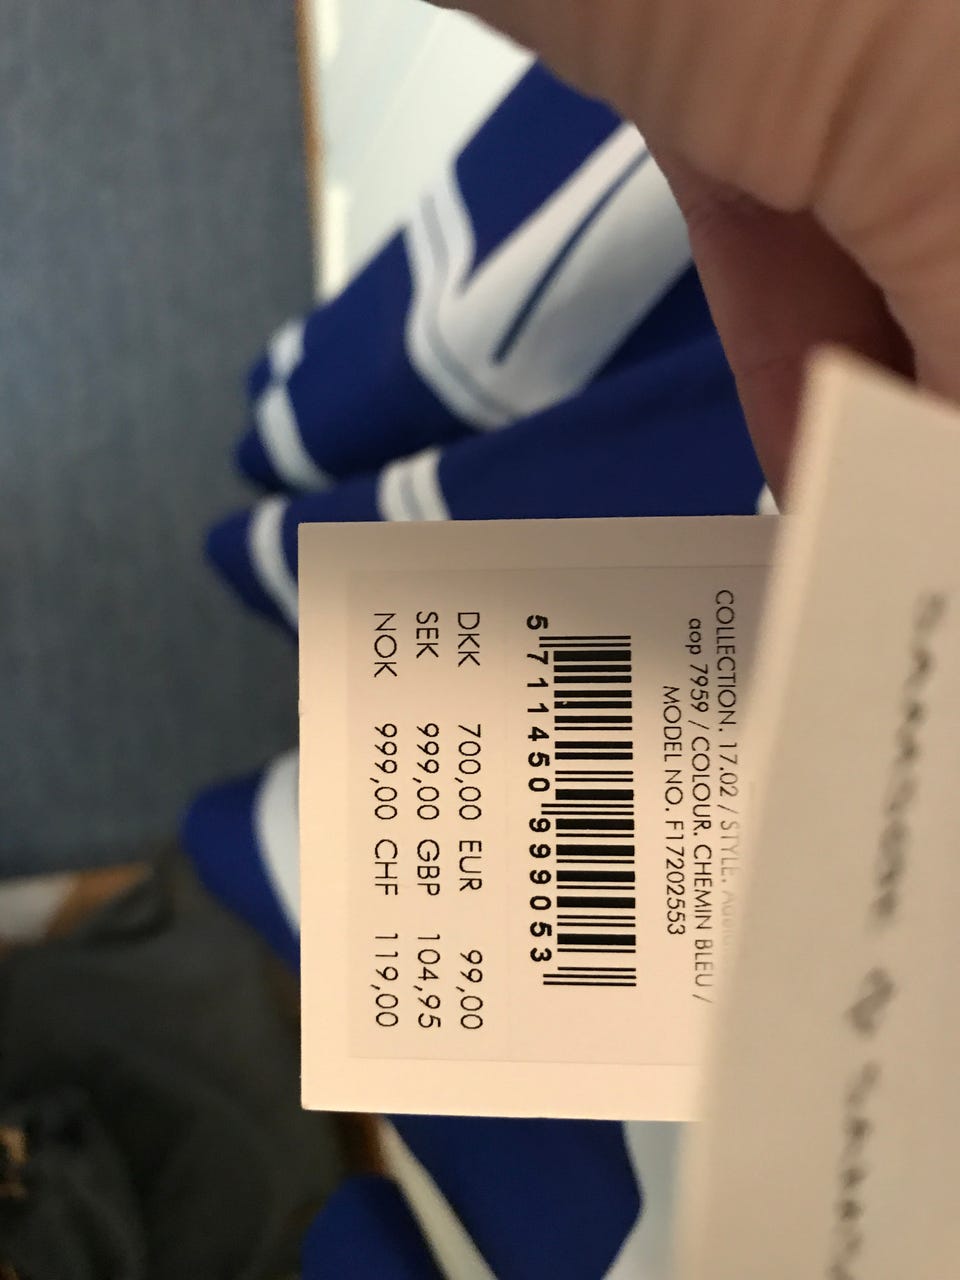 COLLECTION. 17.02 / STYLE.
aop 7959 / COLOUR. CHEMIN BLEU /
MODEL NO. F17202553
5 711450 999053
DKK 700,00 EUR 99,00
SEK 999,00 GBP 104,95
NOK 999,00 CHF 119,00